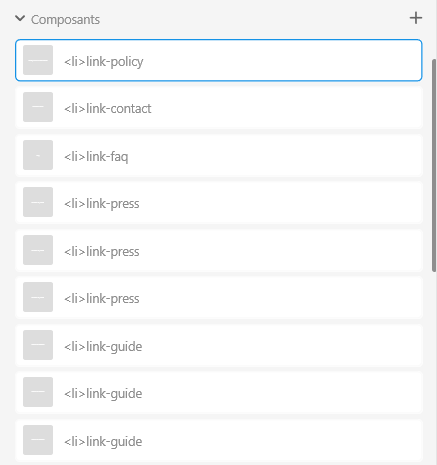 Composants
<li>link-policy
<li>link-contact
<li>link-faq
<li>link-press
<li>link-press
<li>link-press
<li>link-guide
<li>link-guide
<li>link-guide